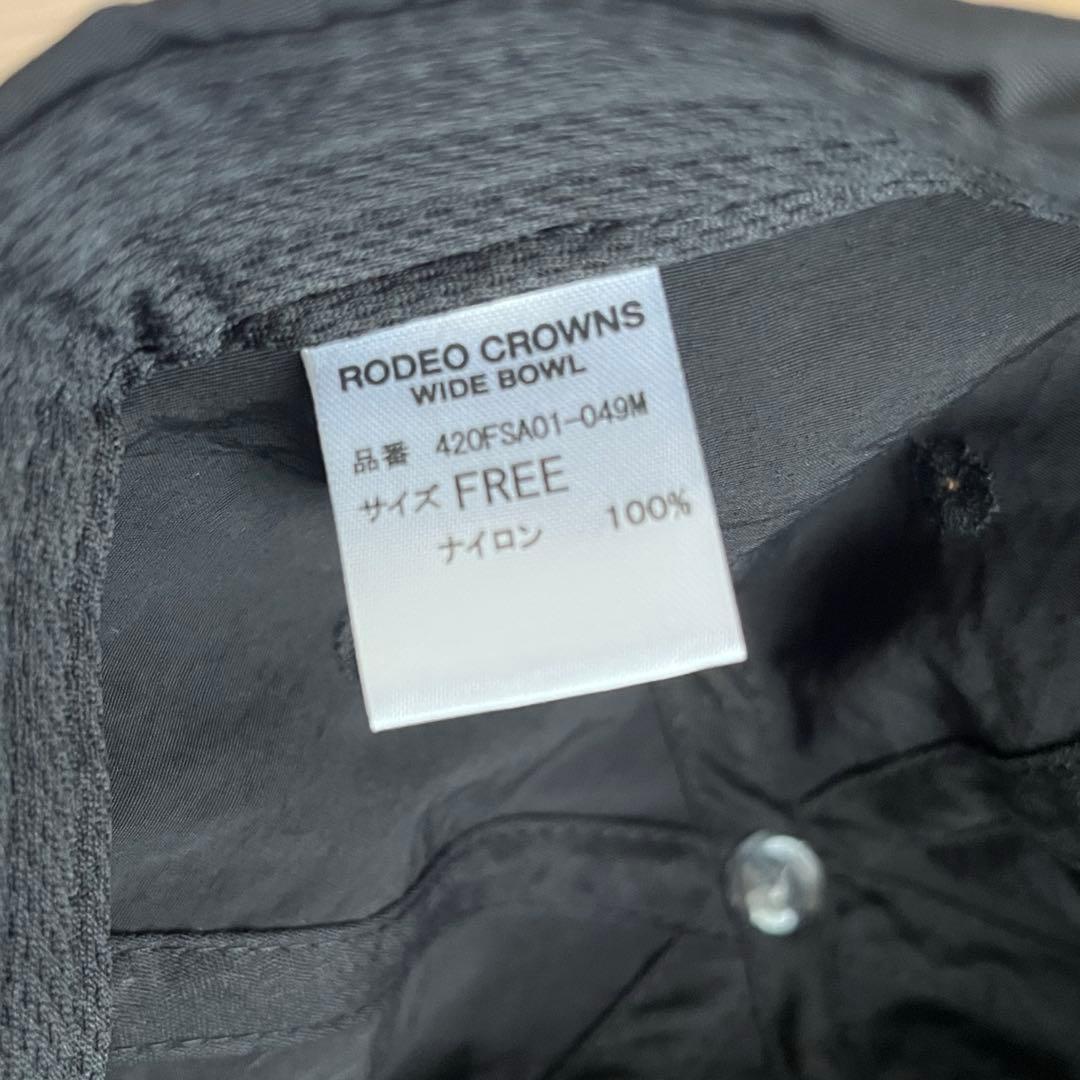 RODEO CROWNS
WIDE BOWL
品番 420FSA01-049M
サイズ FREE
ナイロン 100%